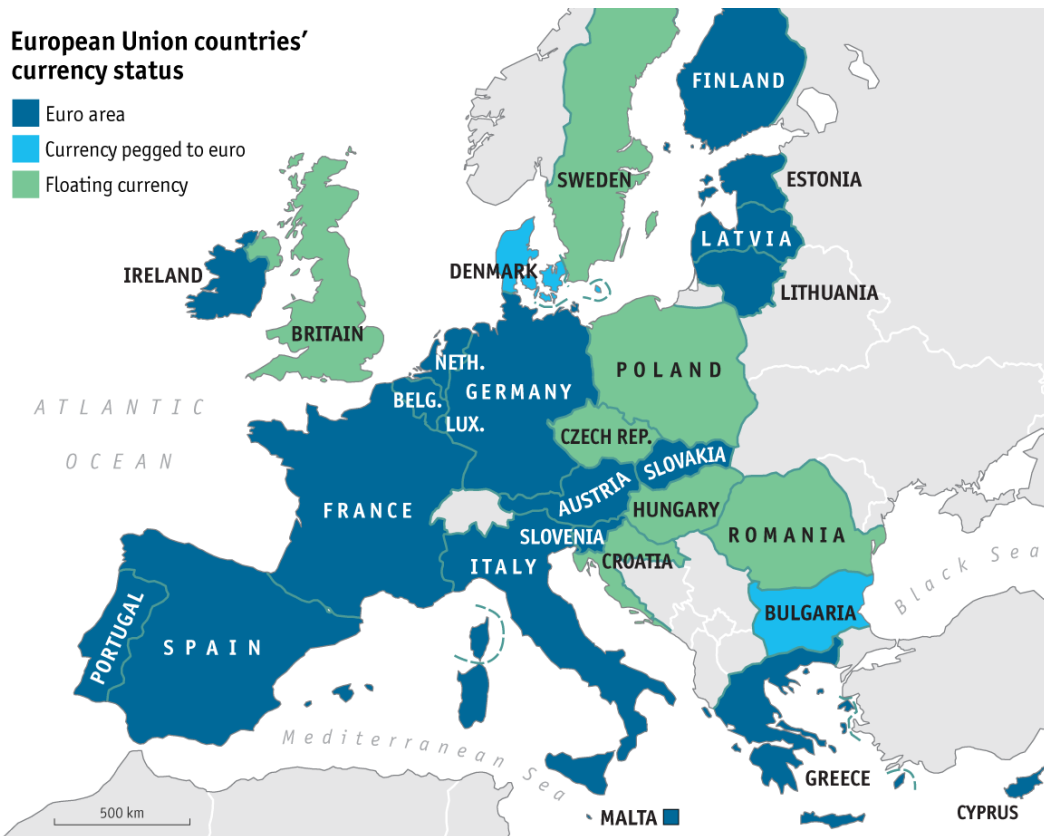 European Union countries'
currency status
Euro area
Currency pegged to euro
Floating currency
FINLAND
SWEDEN
ESTONIA
LATVIA
LITHUANIA
IRELAND
DENMARK
BRITAIN
NETH.
GERMANY
POLAND
BELG.
LUX.
ATLANTIC
OCEAN
CZECH REP.
SLOVAKIA
AUSTRIA
FRANCE
HUNGARY
SLOVENIA
ROMANIA
ITALY
CROATIA
Black Sea
BULGARIA
PORTUGAL
SPAIN
Mediterranean Sea
GREECE
500 km
MALTA
CYPRUS